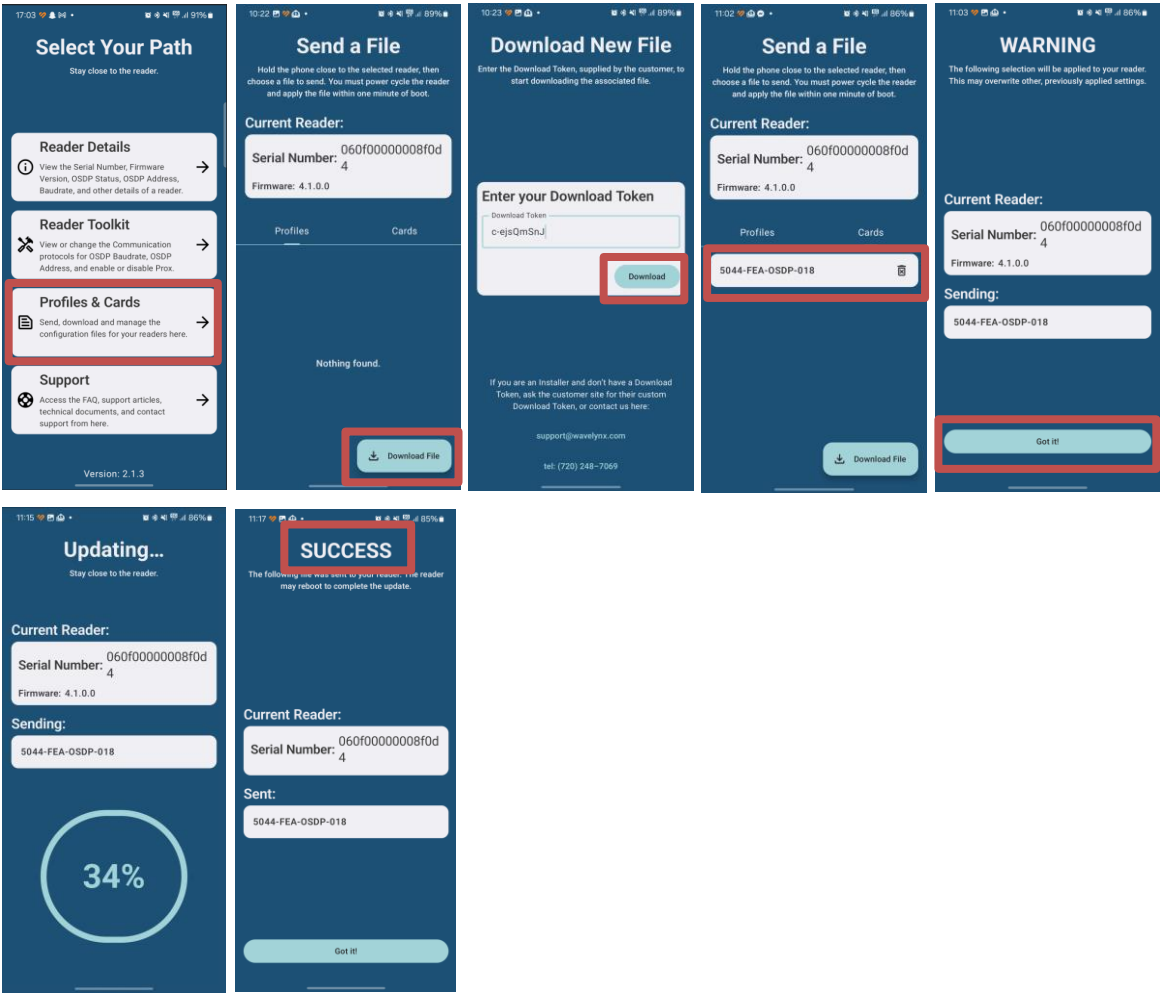 17:03
91%
Select Your Path
Stay close to the reader.
Reader Details
View the Serial Number, Firmware
Version, OSDP Status, OSDP Address,
Baudrate, and other details of a reader.
Reader Toolkit
View or change the Communication
protocols for OSDP Baudrate, OSDP
Address, and enable or disable Prox.
Profiles & Cards
Send, download and manage the
configuration files for your readers here.
Support
Access the FAQ, support articles,
technical documents, and contact
support from here.
Version: 2.1.3
10:22
89%
Send a File
Hold the phone close to the selected reader, then
choose a file to send. You must power cycle the reader
and apply the file within one minute of boot.
Current Reader:
Serial Number: 060f00000008f0d
4
Firmware: 4.1.0.0
Profiles Cards
Nothing found.
Download File
10:23
89%
Download New File
Enter the Download Token, supplied by the customer, to
start downloading the associated file.
Enter your Download Token
Download Token
c-ejsQmSnJ
Download
If you are an Installer and don't have a Download
Token, ask the customer site for their custom
Download Token, or contact us here:
support@wavelynx.com
tel: (720) 248-7069
11:02
86%
Send a File
Hold the phone close to the selected reader, then
choose a file to send. You must power cycle the reader
and apply the file within one minute of boot.
Current Reader:
Serial Number: 060f00000008f0d
4
Firmware: 4.1.0.0
Profiles Cards
5044-FEA-OSDP-018
Download File
11:03
86%
WARNING
The following selection will be applied to your reader.
This may overwrite other, previously applied settings.
Current Reader:
Serial Number: 060f00000008f0d
4
Firmware: 4.1.0.0
Sending:
5044-FEA-OSDP-018
Got it!
11:15
86%
Updating...
Stay close to the reader.
Current Reader:
Serial Number: 060f00000008f0d
4
Firmware: 4.1.0.0
Sending:
5044-FEA-OSDP-018
34%
11:17
85%
SUCCESS
The following file was sent to your reader. The reader
may reboot to complete the update.
Current Reader:
Serial Number: 060f00000008f0d
4
Sent:
5044-FEA-OSDP-018
Got it!